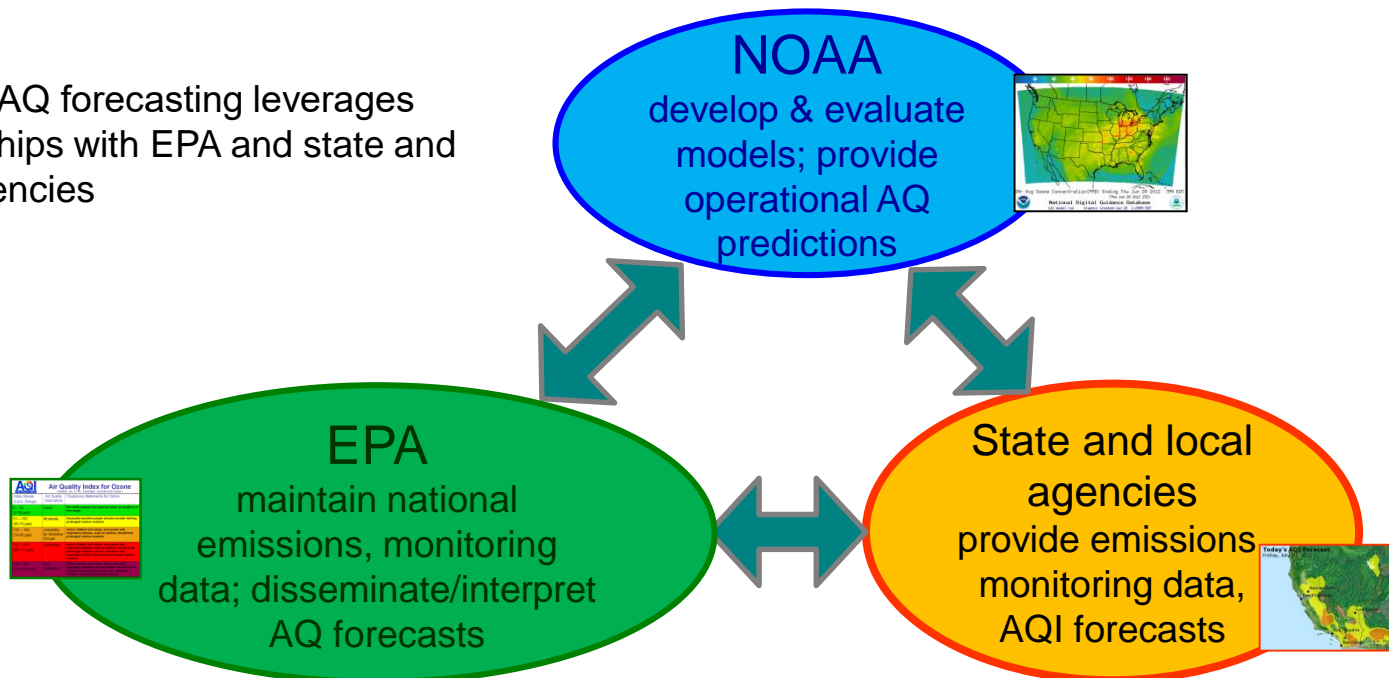 NOAA
develop & evaluate
models; provide
operational AQ
predictions
AQ forecasting leverages
hips with EPA and state and
encies
National Digital Guidance Database
EPA
maintain national
emissions, monitoring
data; disseminate/interpret
AQ forecasts
AQI
Air Quality Index for Ozone
Moderate
State and local
agencies
provide emissions
monitoring data,
AQI forecasts
Today's AQI Forecast